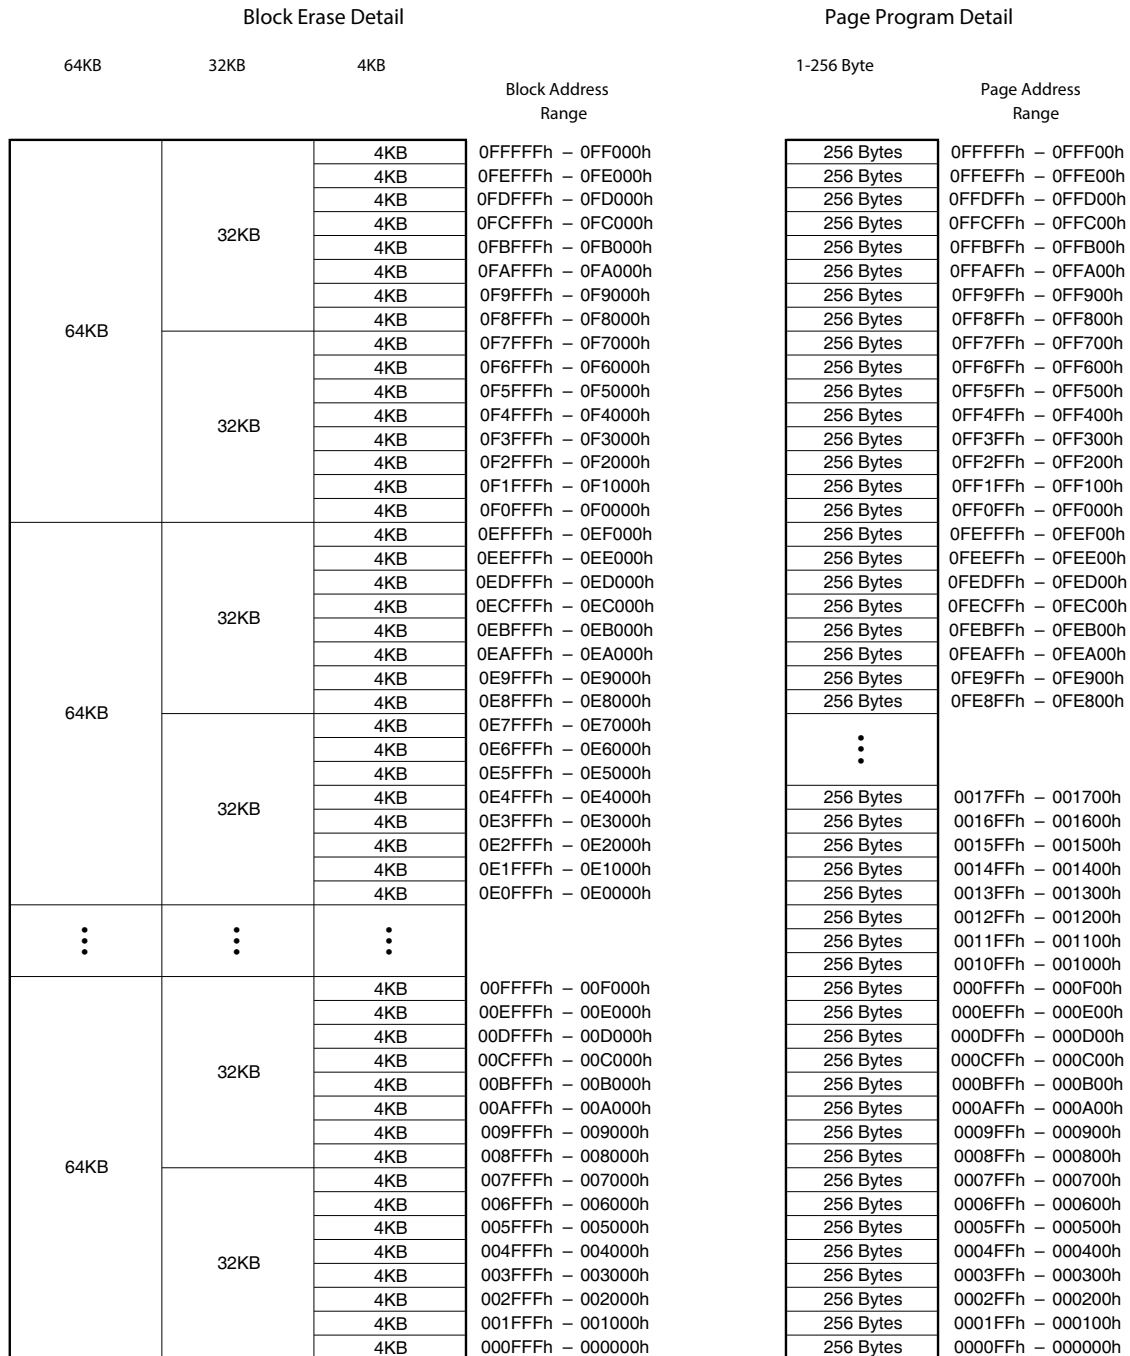 Block Erase Detail Page Program Detail
64KB 32KB 4KB 1-256 Byte
Block Address Page Address
Range Range
4KB 0FFFFFh – 0FF000h 256 Bytes 0FFFFFh – 0FFF00h
4KB 0FEFFFh – 0FE000h 256 Bytes 0FFEFFh – 0FFE00h
4KB 0FDFFFh – 0FD000h 256 Bytes 0FFDFFh – 0FFD00h
4KB 0FCFFFh – 0FC000h 256 Bytes 0FFCFFh – 0FFC00h
32KB
4KB 0FBFFFh – 0FB000h 256 Bytes 0FFBFFh – 0FFB00h
4KB 0FAFFFh – 0FA000h 256 Bytes 0FFAFFh – 0FFA00h
4KB 0F9FFFh – 0F9000h 256 Bytes 0FF9FFh – 0FF900h
4KB 0F8FFFh – 0F8000h 256 Bytes 0FF8FFh – 0FF800h
64KB
4KB 0F7FFFh – 0F7000h 256 Bytes 0FF7FFh – 0FF700h
4KB 0F6FFFh – 0F6000h 256 Bytes 0FF6FFh – 0FF600h
4KB 0F5FFFh – 0F5000h 256 Bytes 0FF5FFh – 0FF500h
4KB 0F4FFFh – 0F4000h 256 Bytes 0FF4FFh – 0FF400h
32KB
4KB 0F3FFFh – 0F3000h 256 Bytes 0FF3FFh – 0FF300h
4KB 0F2FFFh – 0F2000h 256 Bytes 0FF2FFh – 0FF200h
4KB 0F1FFFh – 0F1000h 256 Bytes 0FF1FFh – 0FF100h
4KB 0F0FFFh – 0F0000h 256 Bytes 0FF0FFh – 0FF000h
4KB 0EFFFFh – 0EF000h 256 Bytes 0FEFFFh – 0FEF00h
4KB 0EEFFFh – 0EE000h 256 Bytes 0FEEFFh – 0FEE00h
4KB 0EDFFFh – 0ED000h 256 Bytes 0FEDFFh – 0FED00h
4KB 0ECFFFh – 0EC000h 256 Bytes 0FECFFh – 0FEC00h
32KB
4KB 0EBFFFh – 0EB000h 256 Bytes 0FEBFFh – 0FEB00h
4KB 0EAFFFh – 0EA000h 256 Bytes 0FEAFFh – 0FEA00h
4KB 0E9FFFh – 0E9000h 256 Bytes 0FE9FFh – 0FE900h
4KB 0E8FFFh – 0E8000h 256 Bytes 0FE8FFh – 0FE800h
64KB
4KB 0E7FFFh – 0E7000h
4KB 0E6FFFh – 0E6000h
4KB 0E5FFFh – 0E5000h
4KB 0E4FFFh – 0E4000h 256 Bytes 0017FFh – 001700h
32KB
4KB 0E3FFFh – 0E3000h 256 Bytes 0016FFh – 001600h
4KB 0E2FFFh – 0E2000h 256 Bytes 0015FFh – 001500h
4KB 0E1FFFh – 0E1000h 256 Bytes 0014FFh – 001400h
4KB 0E0FFFh – 0E0000h 256 Bytes 0013FFh – 001300h
256 Bytes 0012FFh – 001200h
256 Bytes 0011FFh – 001100h
256 Bytes 0010FFh – 001000h
4KB 00FFFFh – 00F000h 256 Bytes 000FFFh – 000F00h
4KB 00EFFFh – 00E000h 256 Bytes 000EFFh – 000E00h
4KB 00DFFFh – 00D000h 256 Bytes 000DFFh – 000D00h
4KB 00CFFFh – 00C000h 256 Bytes 000CFFh – 000C00h
32KB
4KB 00BFFFh – 00B000h 256 Bytes 000BFFh – 000B00h
4KB 00AFFFh – 00A000h 256 Bytes 000AFFh – 000A00h
4KB 009FFFh – 009000h 256 Bytes 0009FFh – 000900h
4KB 008FFFh – 008000h 256 Bytes 0008FFh – 000800h
64KB
4KB 007FFFh – 007000h 256 Bytes 0007FFh – 000700h
4KB 006FFFh – 006000h 256 Bytes 0006FFh – 000600h
4KB 005FFFh – 005000h 256 Bytes 0005FFh – 000500h
4KB 004FFFh – 004000h 256 Bytes 0004FFh – 000400h
32KB
4KB 003FFFh – 003000h 256 Bytes 0003FFh – 000300h
4KB 002FFFh – 002000h 256 Bytes 0002FFh – 000200h
4KB 001FFFh – 001000h 256 Bytes 0001FFh – 000100h
4KB 000FFFh – 000000h 256 Bytes 0000FFh – 000000h